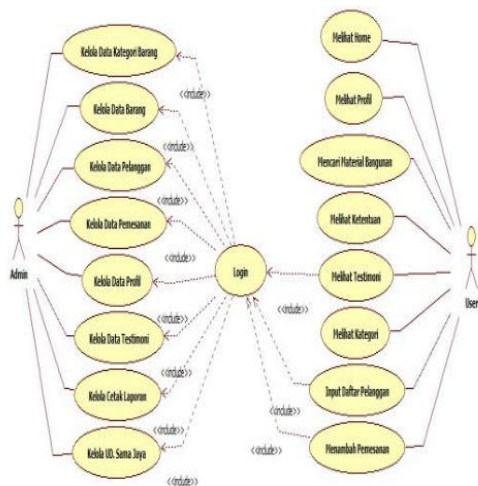 Kelola Data Kategori Barang
Kelola Data Barang
Kelola Data Pelanggan
Kelola Data Pemesanan
Kelola Data Profil
Kelola Data Testimoni
Kelola Cetak Laporan
Kelola UD. Sama Jaya
Admin
<<include>>
<<include>>
<<include>>
<<include>>
<<include>>
<<include>>
<<include>>
<<include>>
Login
<<include>>
<<include>>
<<include>>
Melihat Home
Melihat Profil
Mencari Material Bangunan
Melihat Ketentuan
Melihat Testimoni
Melihat Kategori
Input Daftar Pelanggan
Menambah Pemesanan
User